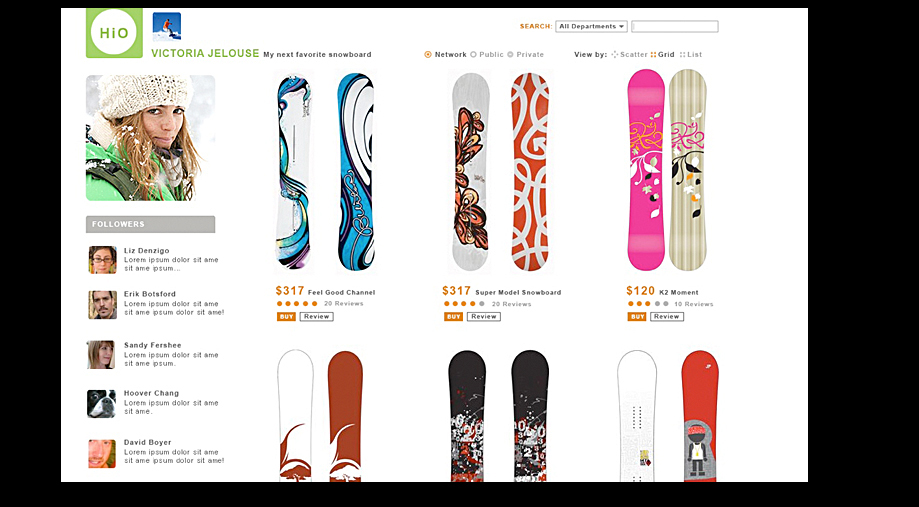 HiO
SEARCH: All Departments
VICTORIA JELOUSE My next favorite snowboard
Network Public Private
View by: Scatter Grid List
FOLLOWERS
Liz Denzigo
Lorem ipsum dolor sit ame
sit ame ipsum...
Erik Botsford
Lorem ipsum dolor sit ame
sit ame ipsum dolor sit ame!
Sandy Fershee
Lorem ipsum dolor sit ame
sit ame ipsum.
Hoover Chang
Lorem ipsum dolor sit ame
sit ame.
David Boyer
Lorem ipsum dolor sit ame
sit ame ipsum dolor sit ame!
$317 Feel Good Channel
20 Reviews
BUY Review
$317 Super Model Snowboard
20 Reviews
BUY Review
$120 K2 Moment
10 Reviews
BUY Review